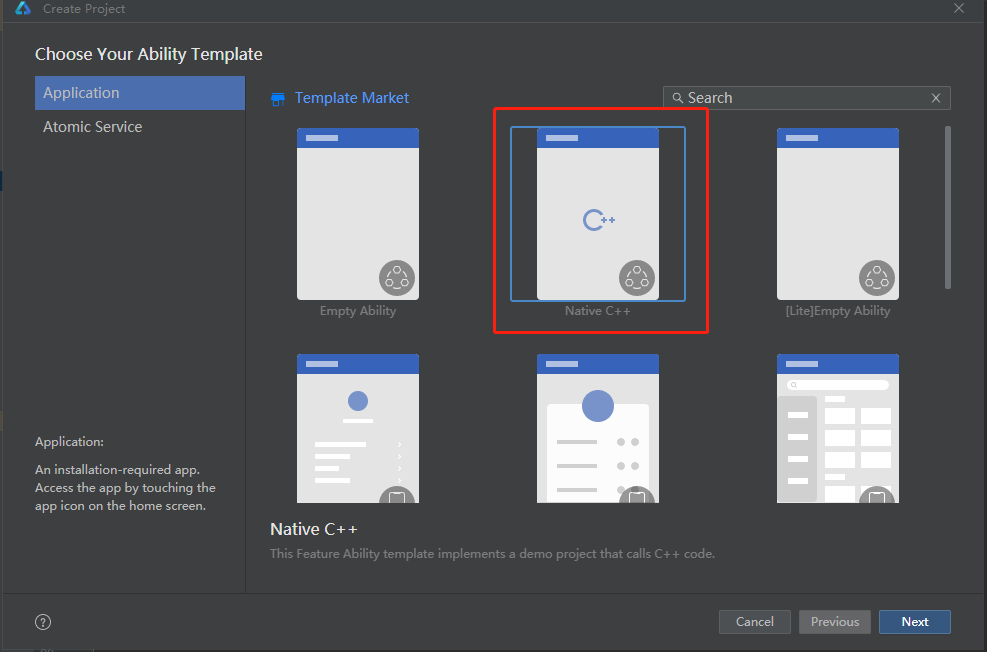 Create Project
Choose Your Ability Template
Application
Atomic Service
Template Market
Search
C++
Empty Ability
Native C++
[Lite]Empty Ability
Application:
An installation-required app.
Access the app by touching the
app icon on the home screen.
Native C++
This Feature Ability template implements a demo project that calls C++ code.
?
Cancel
Previous
Next